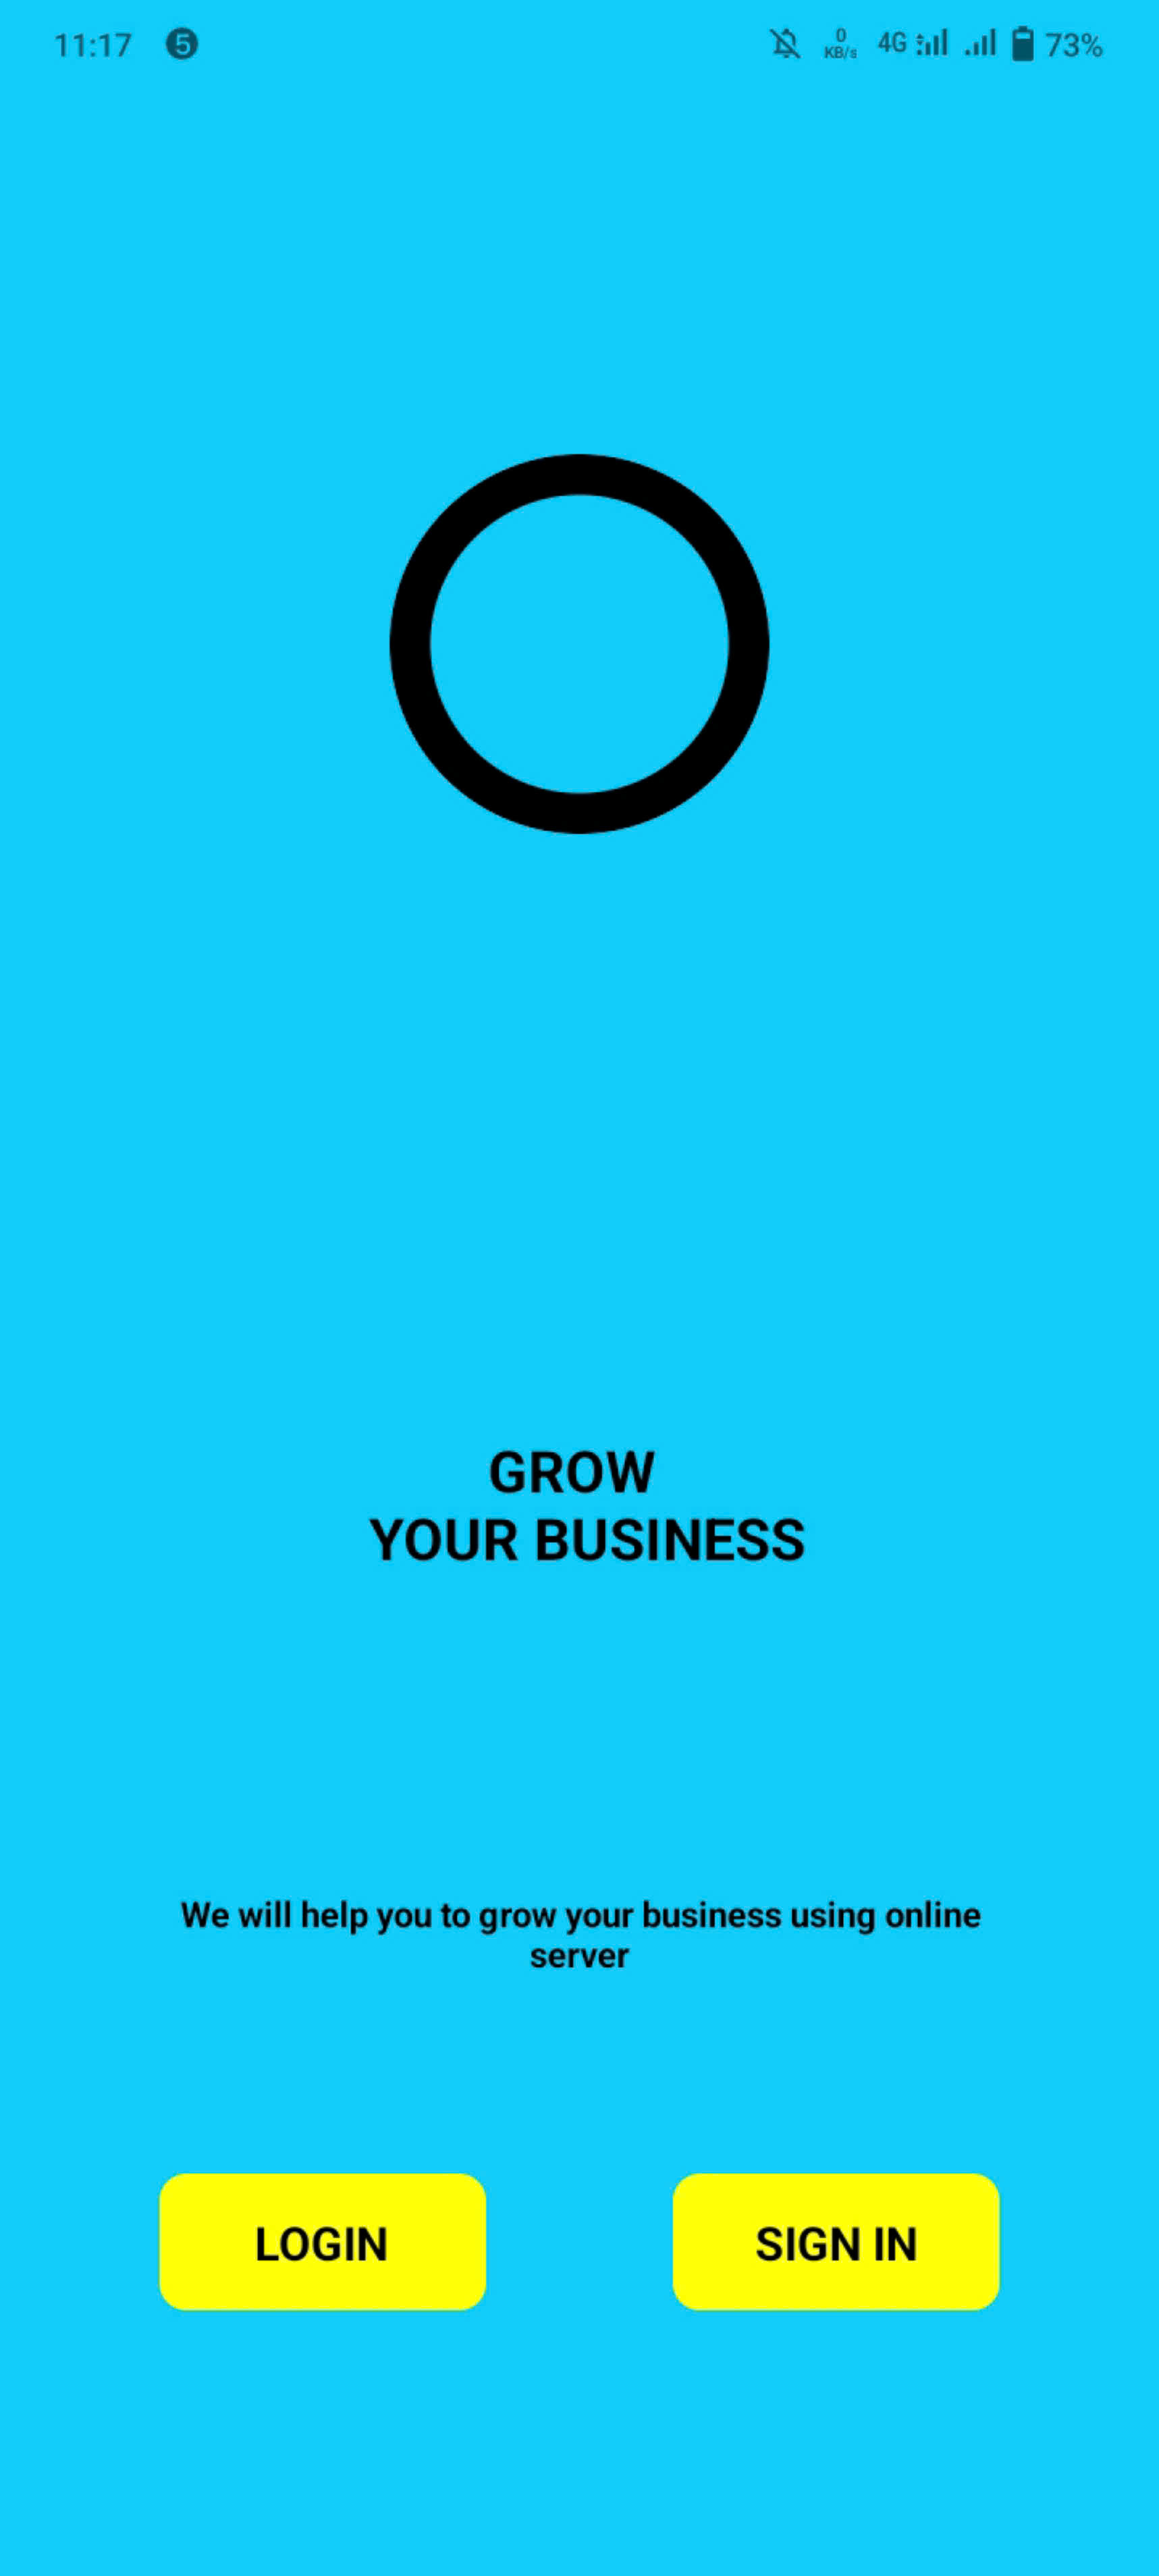 11:17 5 0 KB/s 4G 73%
GROW
YOUR BUSINESS
We will help you to grow your business using online
server
LOGIN SIGN IN